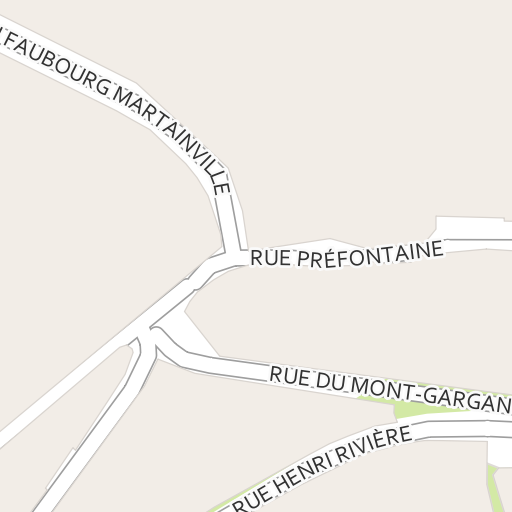 FAUBOURG MARTAINVILLE
RUE PRÉFONTAINE
RUE DU MONT-GARGAN
RUE HENRI RIVIÈRE